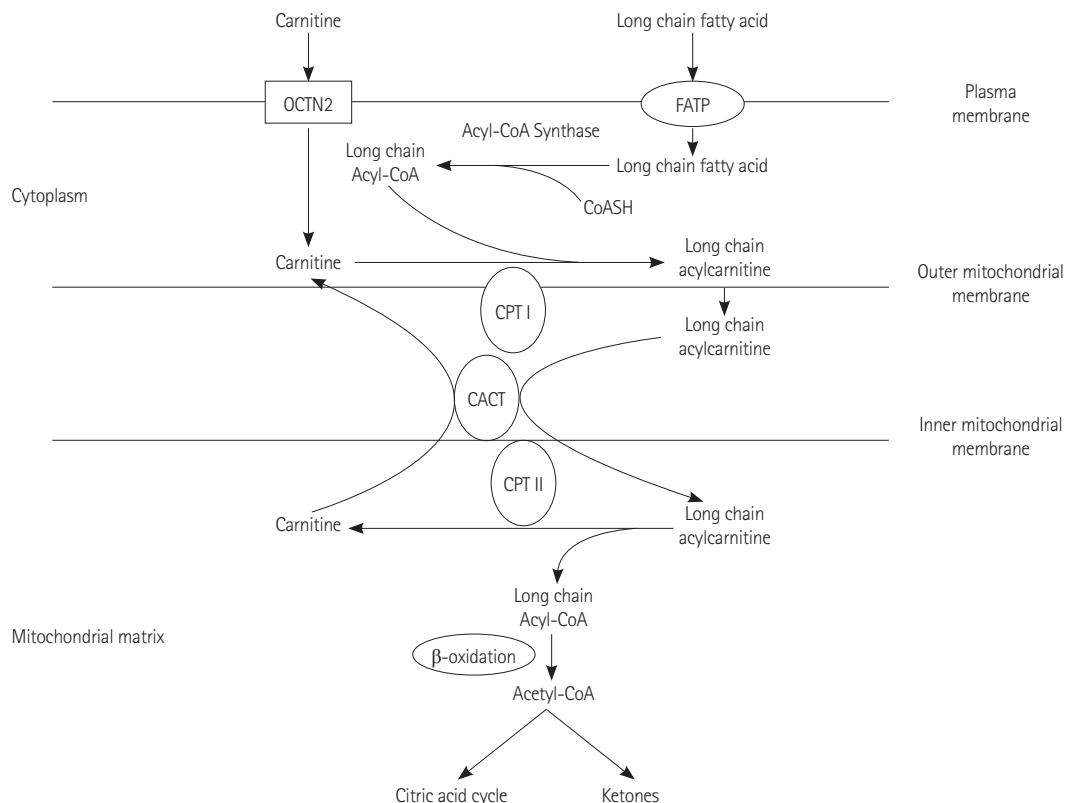 Carnitine
Long chain fatty acid
OCTN2
FATP
Plasma
membrane
Acyl-CoA Synthase
Long chain
Acyl-CoA
Long chain fatty acid
Cytoplasm
CoASH
Carnitine
Long chain
acylcarnitine
Outer mitochondrial
membrane
CPT I
Long chain
acylcarnitine
CACT
Inner mitochondrial
membrane
CPT II
Carnitine
Long chain
acylcarnitine
Long chain
Acyl-CoA
Mitochondrial matrix
β-oxidation
Acetyl-CoA
Citric acid cycle
Ketones